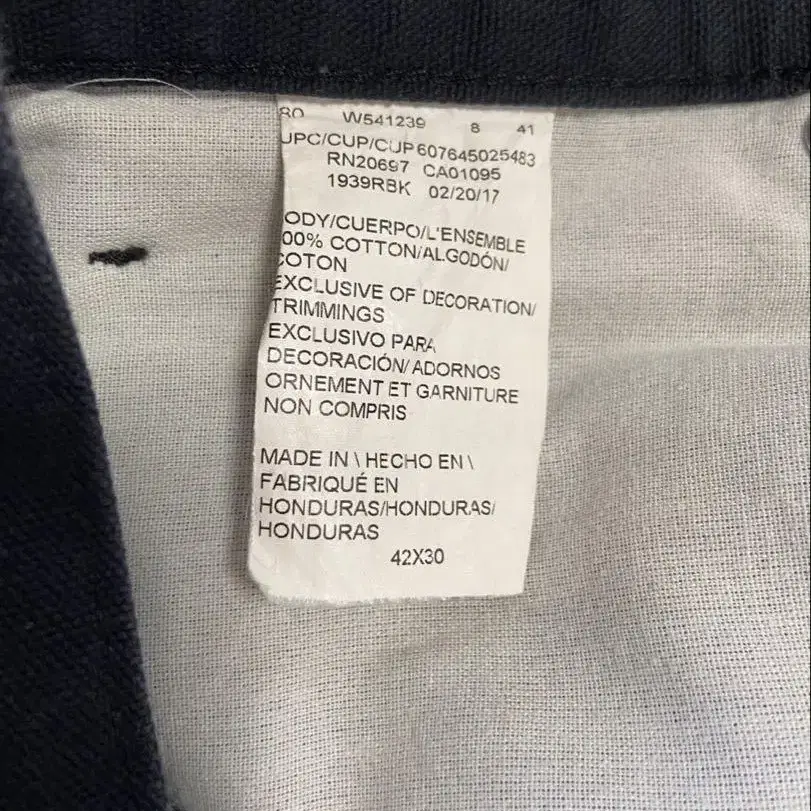 80 W541239 8 41
UPC/CUP/CUP 607645025483
RN20697 CA01095
1939RBK 02/20/17
ODY/CUERPO/L'ENSEMBLE
00% COTTON/ALGODÓN/
COTON
EXCLUSIVE OF DECORATION/
TRIMMINGS
EXCLUSIVO PARA
DECORACIÓN/ADORNOS
ORNEMENT ET GARNITURE
NON COMPRIS
MADE IN \ HECHO EN \
FABRIQUÉ EN
HONDURAS/HONDURAS/
HONDURAS
42X30